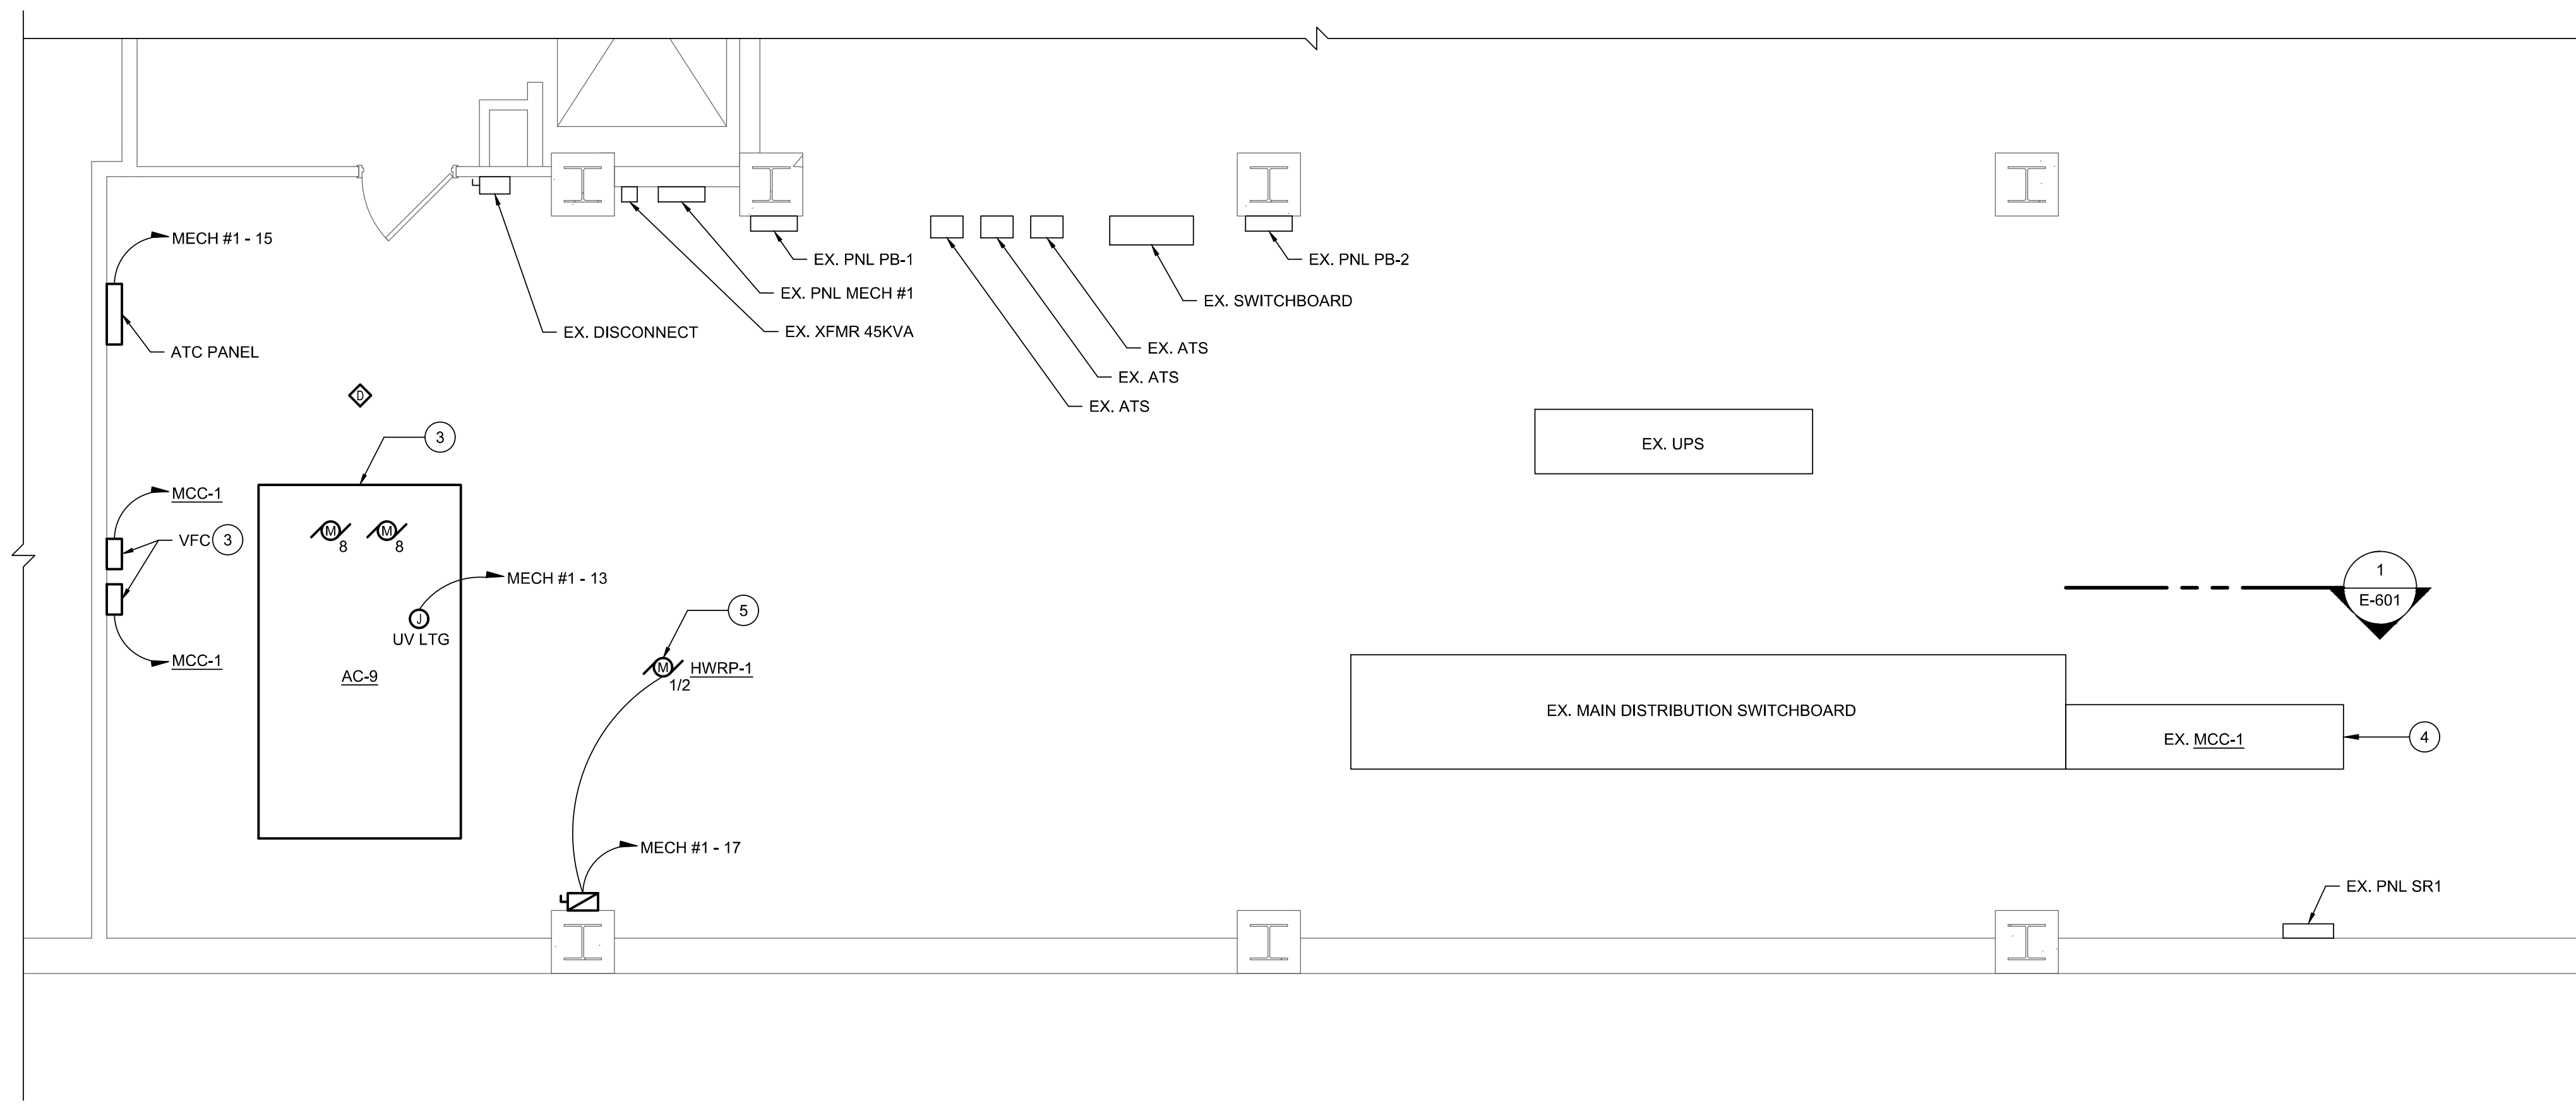 MECH #1 - 15
ATC PANEL
EX. DISCONNECT
EX. PNL PB-1
EX. PNL MECH #1
EX. XFMR 45KVA
EX. PNL PB-2
EX. SWITCHBOARD
EX. ATS
EX. ATS
EX. ATS
D
3
EX. UPS
MCC-1
VFC 3
MCC-1
M
8
M
8
MECH #1 - 13
J
UV LTG
AC-9
5
M
1/2
HWRP-1
MECH #1 - 17
1
E-601
EX. MAIN DISTRIBUTION SWITCHBOARD
EX. MCC-1
4
EX. PNL SR1